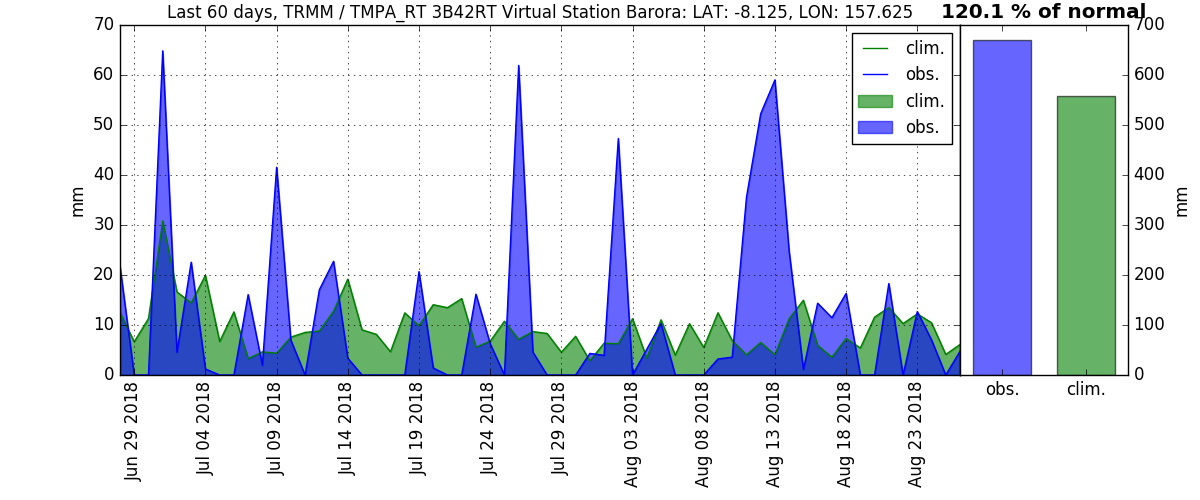 Last 60 days, TRMM / TMPA_RT 3B42RT Virtual Station Barora: LAT: -8.125, LON: 157.625
120.1 % of normal
70
60
50
40
30
20
10
0
mm
clim.
obs.
clim.
obs.
700
600
500
400
300
200
100
0
mm
obs.
clim.
Jun 29 2018
Jul 04 2018
Jul 09 2018
Jul 14 2018
Jul 19 2018
Jul 24 2018
Jul 29 2018
Aug 03 2018
Aug 08 2018
Aug 13 2018
Aug 18 2018
Aug 23 2018